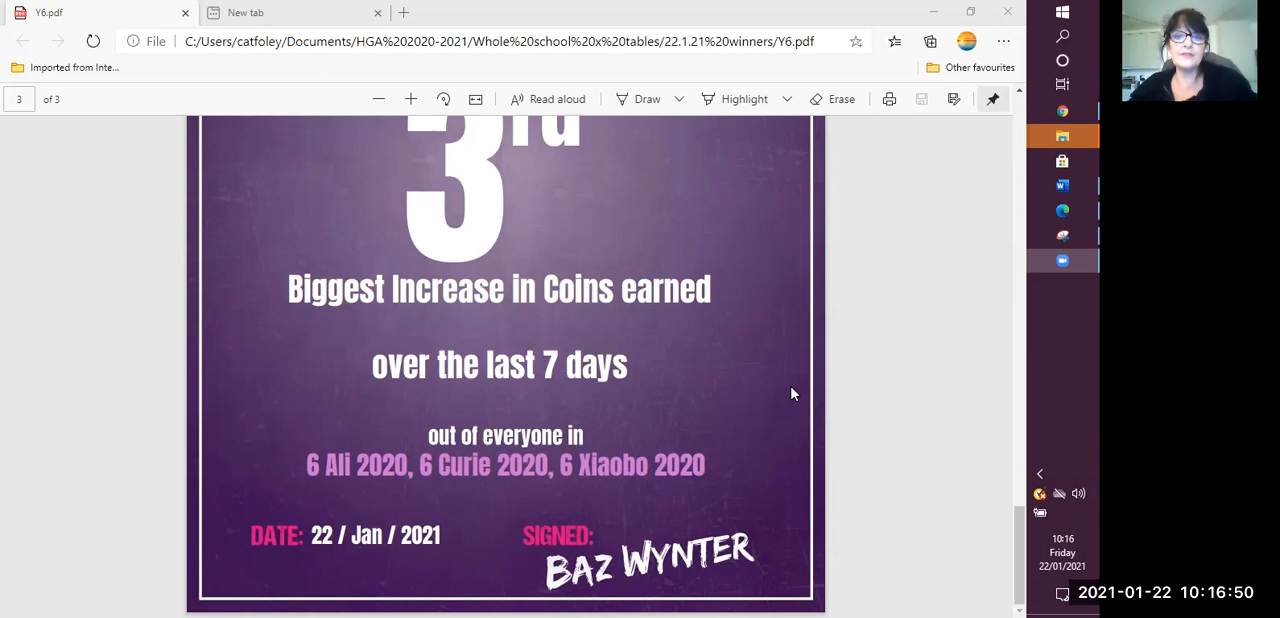 Y6.pdf
New tab
File
C:/Users/catfoley/Documents/HGA%202020-2021/Whole%20school%20x%20tables/22.1.21%20winners/Y6.pdf
Imported from Inte...
Other favourites
3 of 3
Read aloud
Draw
Highlight
Erase
3rd
Biggest Increase in Coins earned
over the last 7 days
out of everyone in
6 Ali 2020, 6 Curie 2020, 6 Xiaobo 2020
DATE: 22 / Jan / 2021
SIGNED:
BAZ WYNTER
10:16
Friday
22/01/2021
2021-01-22 10:16:50